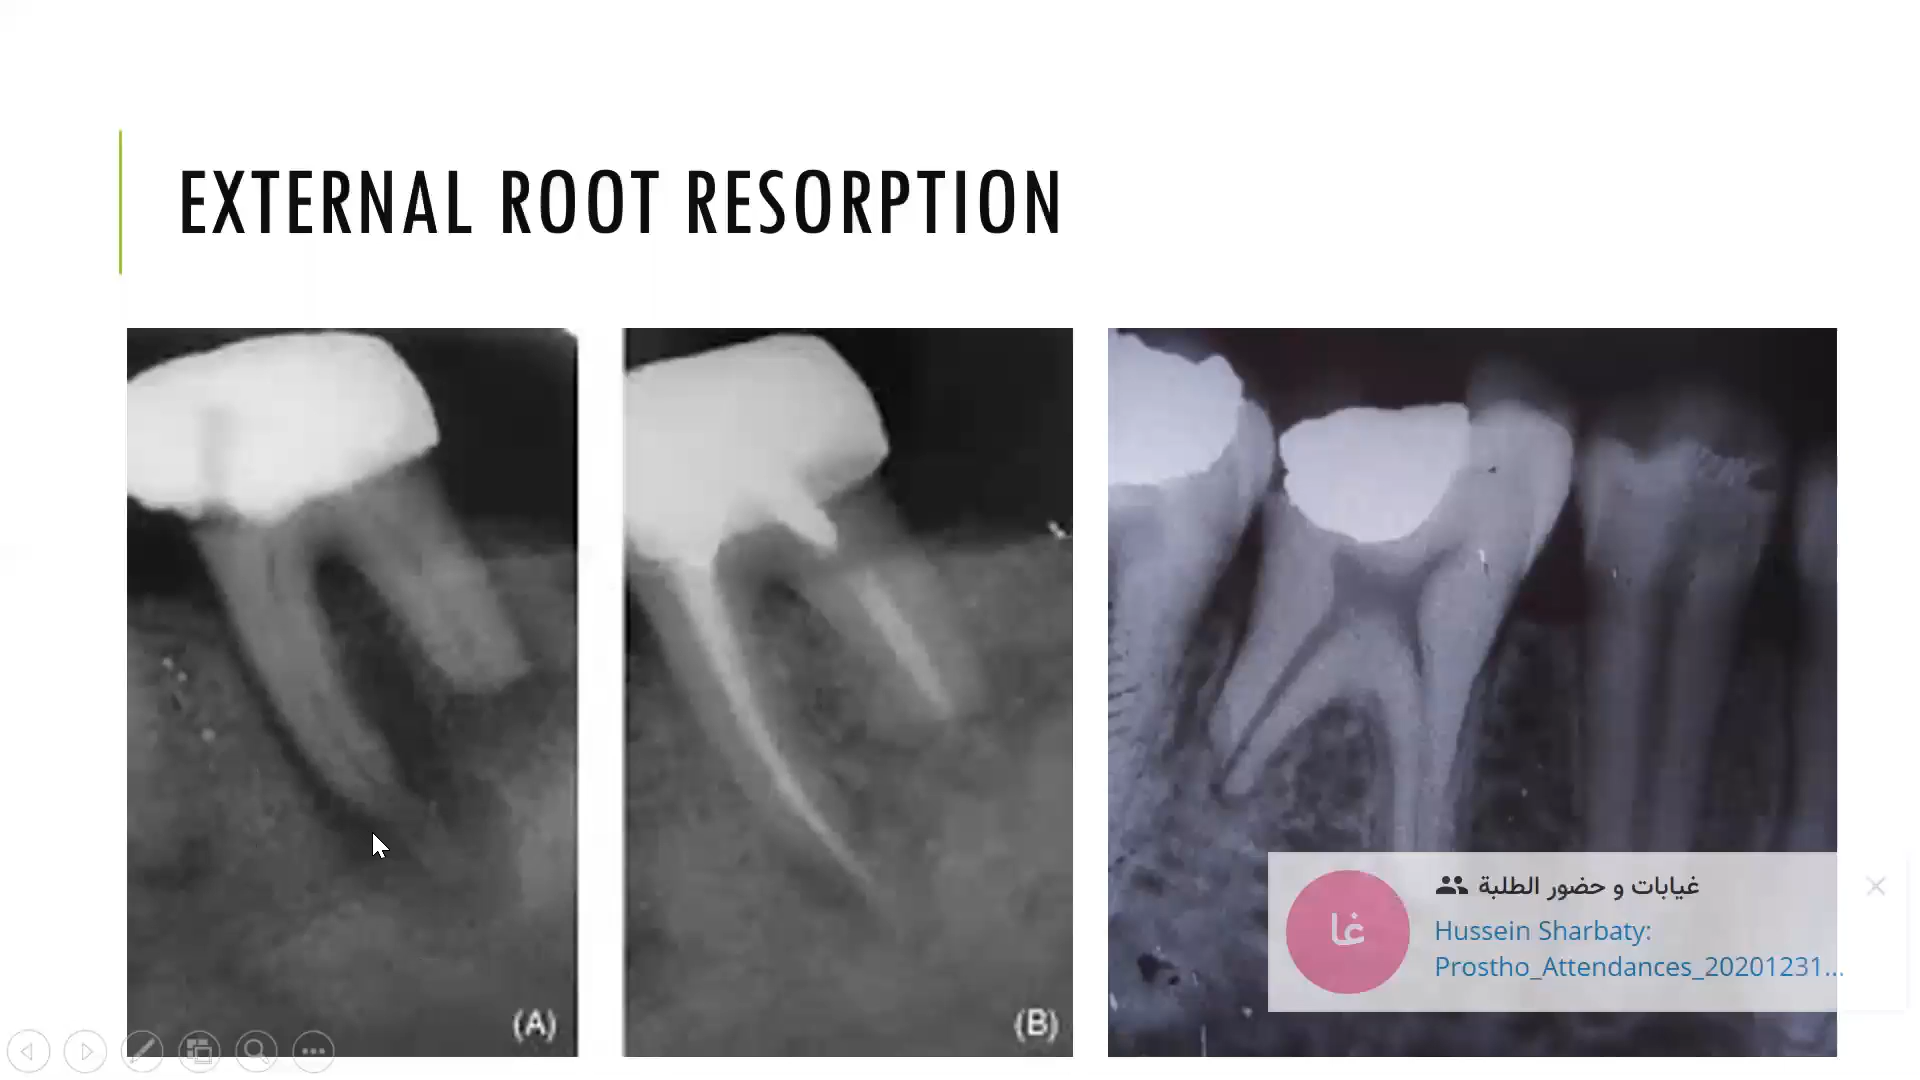 EXTERNAL ROOT RESORPTION
(A)
(B)
غيابات و حضور الطلبة
غا
Hussein Sharbaty:
Prostho_Attendances_20201231...